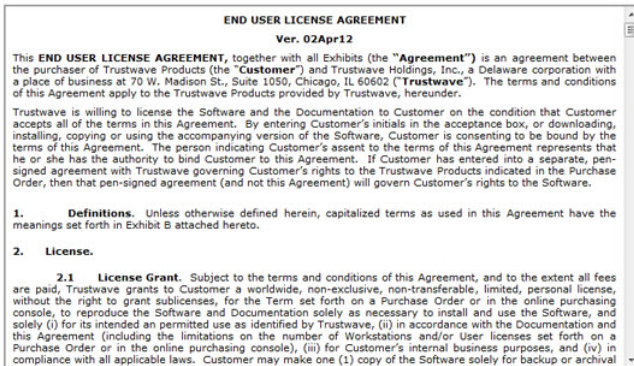 END USER LICENSE AGREEMENT
Ver. 02Apr12
This END USER LICENSE AGREEMENT, together with all Exhibits (the “Agreement”) is an agreement between
the purchaser of Trustwave Products (the “Customer”) and Trustwave Holdings, Inc., a Delaware corporation with
a place of business at 70 W. Madison St., Suite 1050, Chicago, IL 60602 (“Trustwave”). The terms and conditions
of this Agreement apply to the Trustwave Products provided by Trustwave, hereunder.
Trustwave is willing to license the Software and the Documentation to Customer on the condition that Customer
accepts all of the terms in this Agreement. By entering Customer’s initials in the acceptance box, or downloading,
installing, copying or using the accompanying version of the Software, Customer is consenting to be bound by the
terms of this Agreement. The person indicating Customer’s assent to the terms of this Agreement represents that
he or she has the authority to bind Customer to this Agreement. If Customer has entered into a separate, pen-
signed agreement with Trustwave governing Customer’s rights to the Trustwave Products indicated in the Purchase
Order, then that pen-signed agreement (and not this Agreement) will govern Customer’s rights to the Software.
1. Definitions. Unless otherwise defined herein, capitalized terms as used in this Agreement have the
meanings set forth in Exhibit B attached hereto.
2. License.
2.1 License Grant. Subject to the terms and conditions of this Agreement, and to the extent all fees
are paid, Trustwave grants to Customer a worldwide, non-exclusive, non-transferable, limited, personal license,
without the right to grant sublicenses, for the Term set forth on a Purchase Order or in the online purchasing
console, to reproduce the Software and Documentation solely as necessary to install and use the Software, and
solely (i) for its intended an permitted use as identified by Trustwave, (ii) in accordance with the Documentation and
this Agreement (including the limitations on the number of Workstations and/or User licenses set forth on a
Purchase Order or in the online purchasing console), (iii) for Customer’s internal business purposes, and (iv) in
compliance with all applicable laws. Customer may make one (1) copy of the Software solely for backup or archival